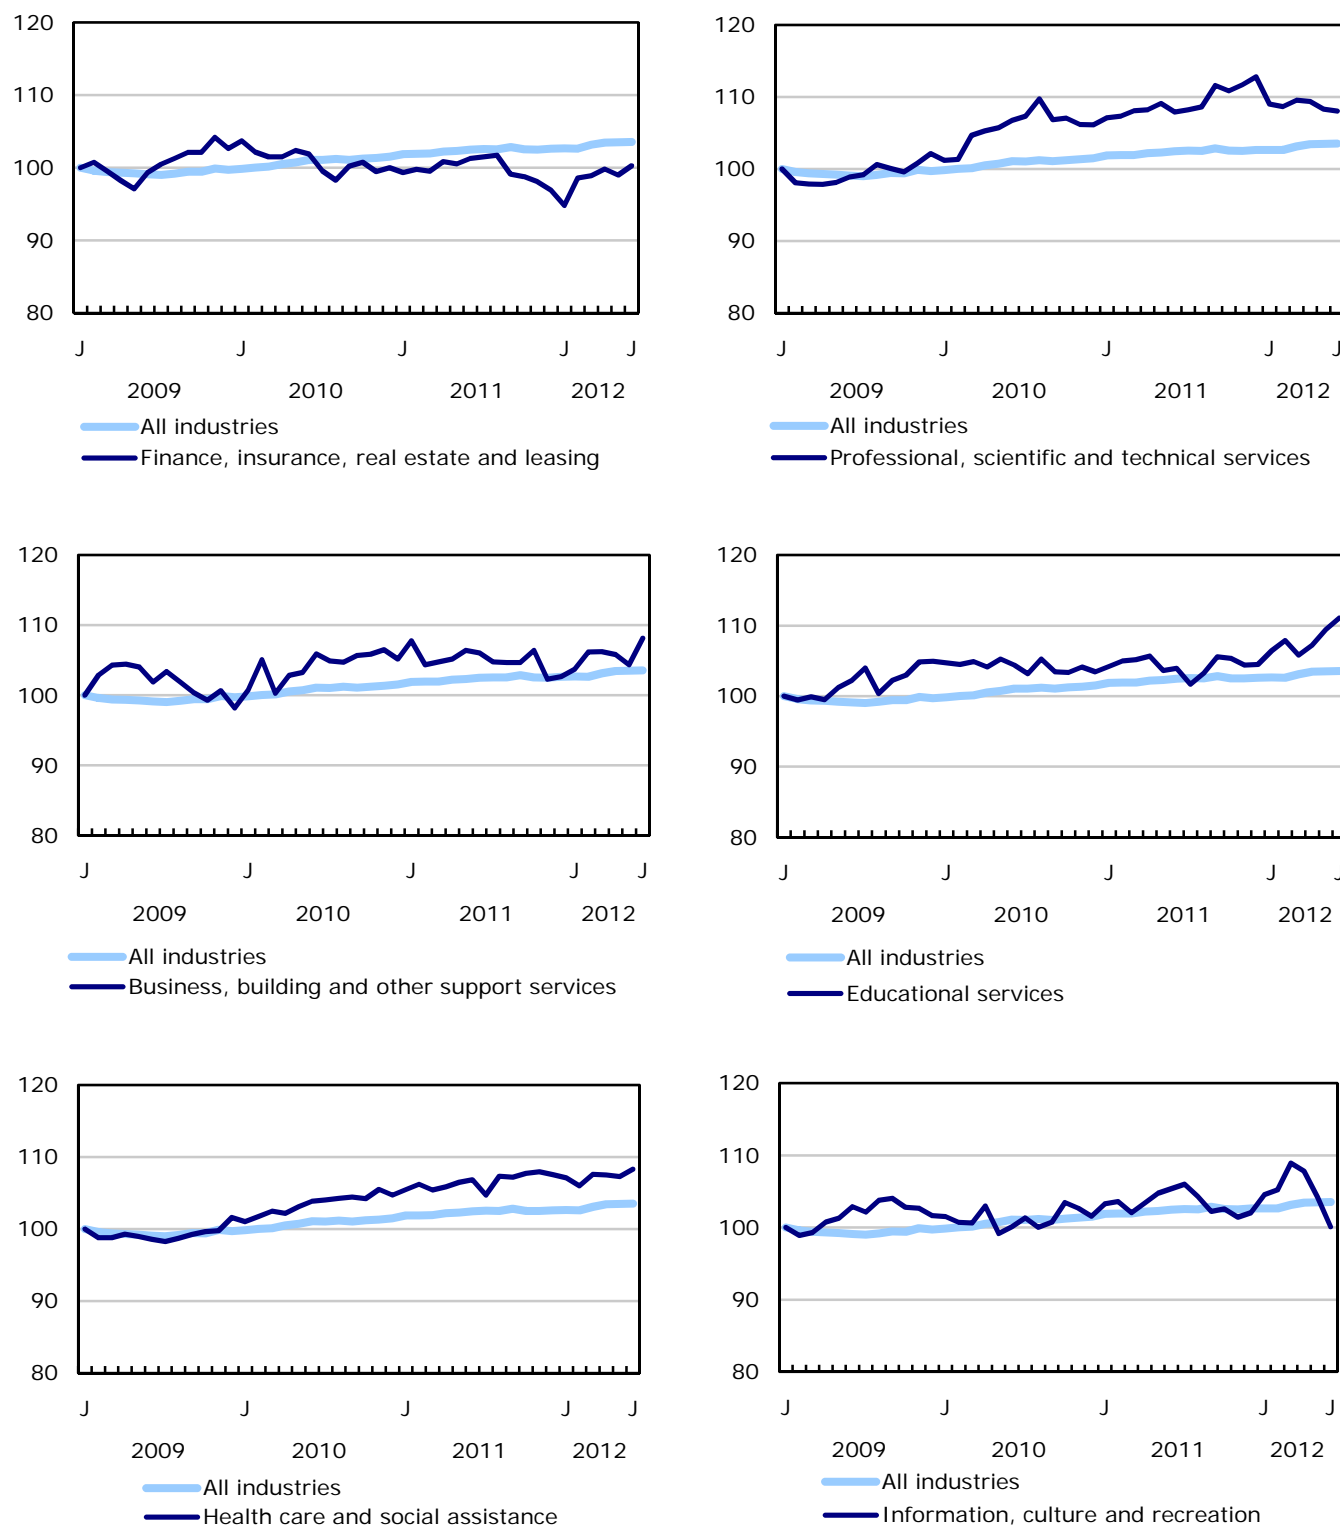 120
110
100
90
80
J J J J J
2009 2010 2011 2012
All industries
Finance, insurance, real estate and leasing
120
110
100
90
80
J J J J J
2009 2010 2011 2012
All industries
Professional, scientific and technical services
120
110
100
90
80
J J J J J
2009 2010 2011 2012
All industries
Business, building and other support services
120
110
100
90
80
J J J J J
2009 2010 2011 2012
All industries
Educational services
120
110
100
90
80
J J J J J
2009 2010 2011 2012
All industries
Health care and social assistance
120
110
100
90
80
J J J J J
2009 2010 2011 2012
All industries
Information, culture and recreation